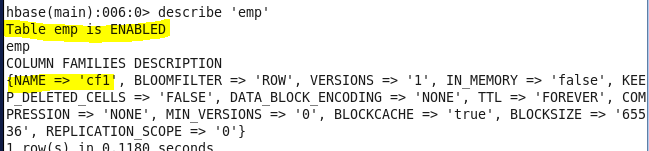 hbase(main):006:0> describe 'emp'
Table emp is ENABLED
emp
COLUMN FAMILIES DESCRIPTION
{NAME => 'cf1', BLOOMFILTER => 'ROW', VERSIONS => '1', IN_MEMORY => 'false', KEE
P_DELETED_CELLS => 'FALSE', DATA_BLOCK_ENCODING => 'NONE', TTL => 'FOREVER', COM
PRESSION => 'NONE', MIN_VERSIONS => '0', BLOCKCACHE => 'true', BLOCKSIZE => '655
36', REPLICATION_SCOPE => '0'}
1 row(s) in 0.1180 seconds